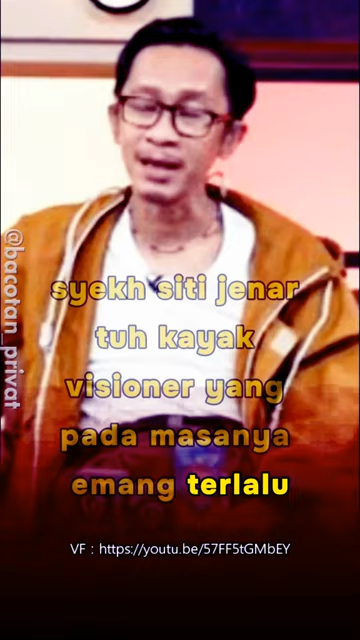 @bacotan_privat
syekh siti jenar
tuh kayak
visioner yang
pada masanya
emang terlalu
VF : https://youtu.be/57FF5tGMbEY